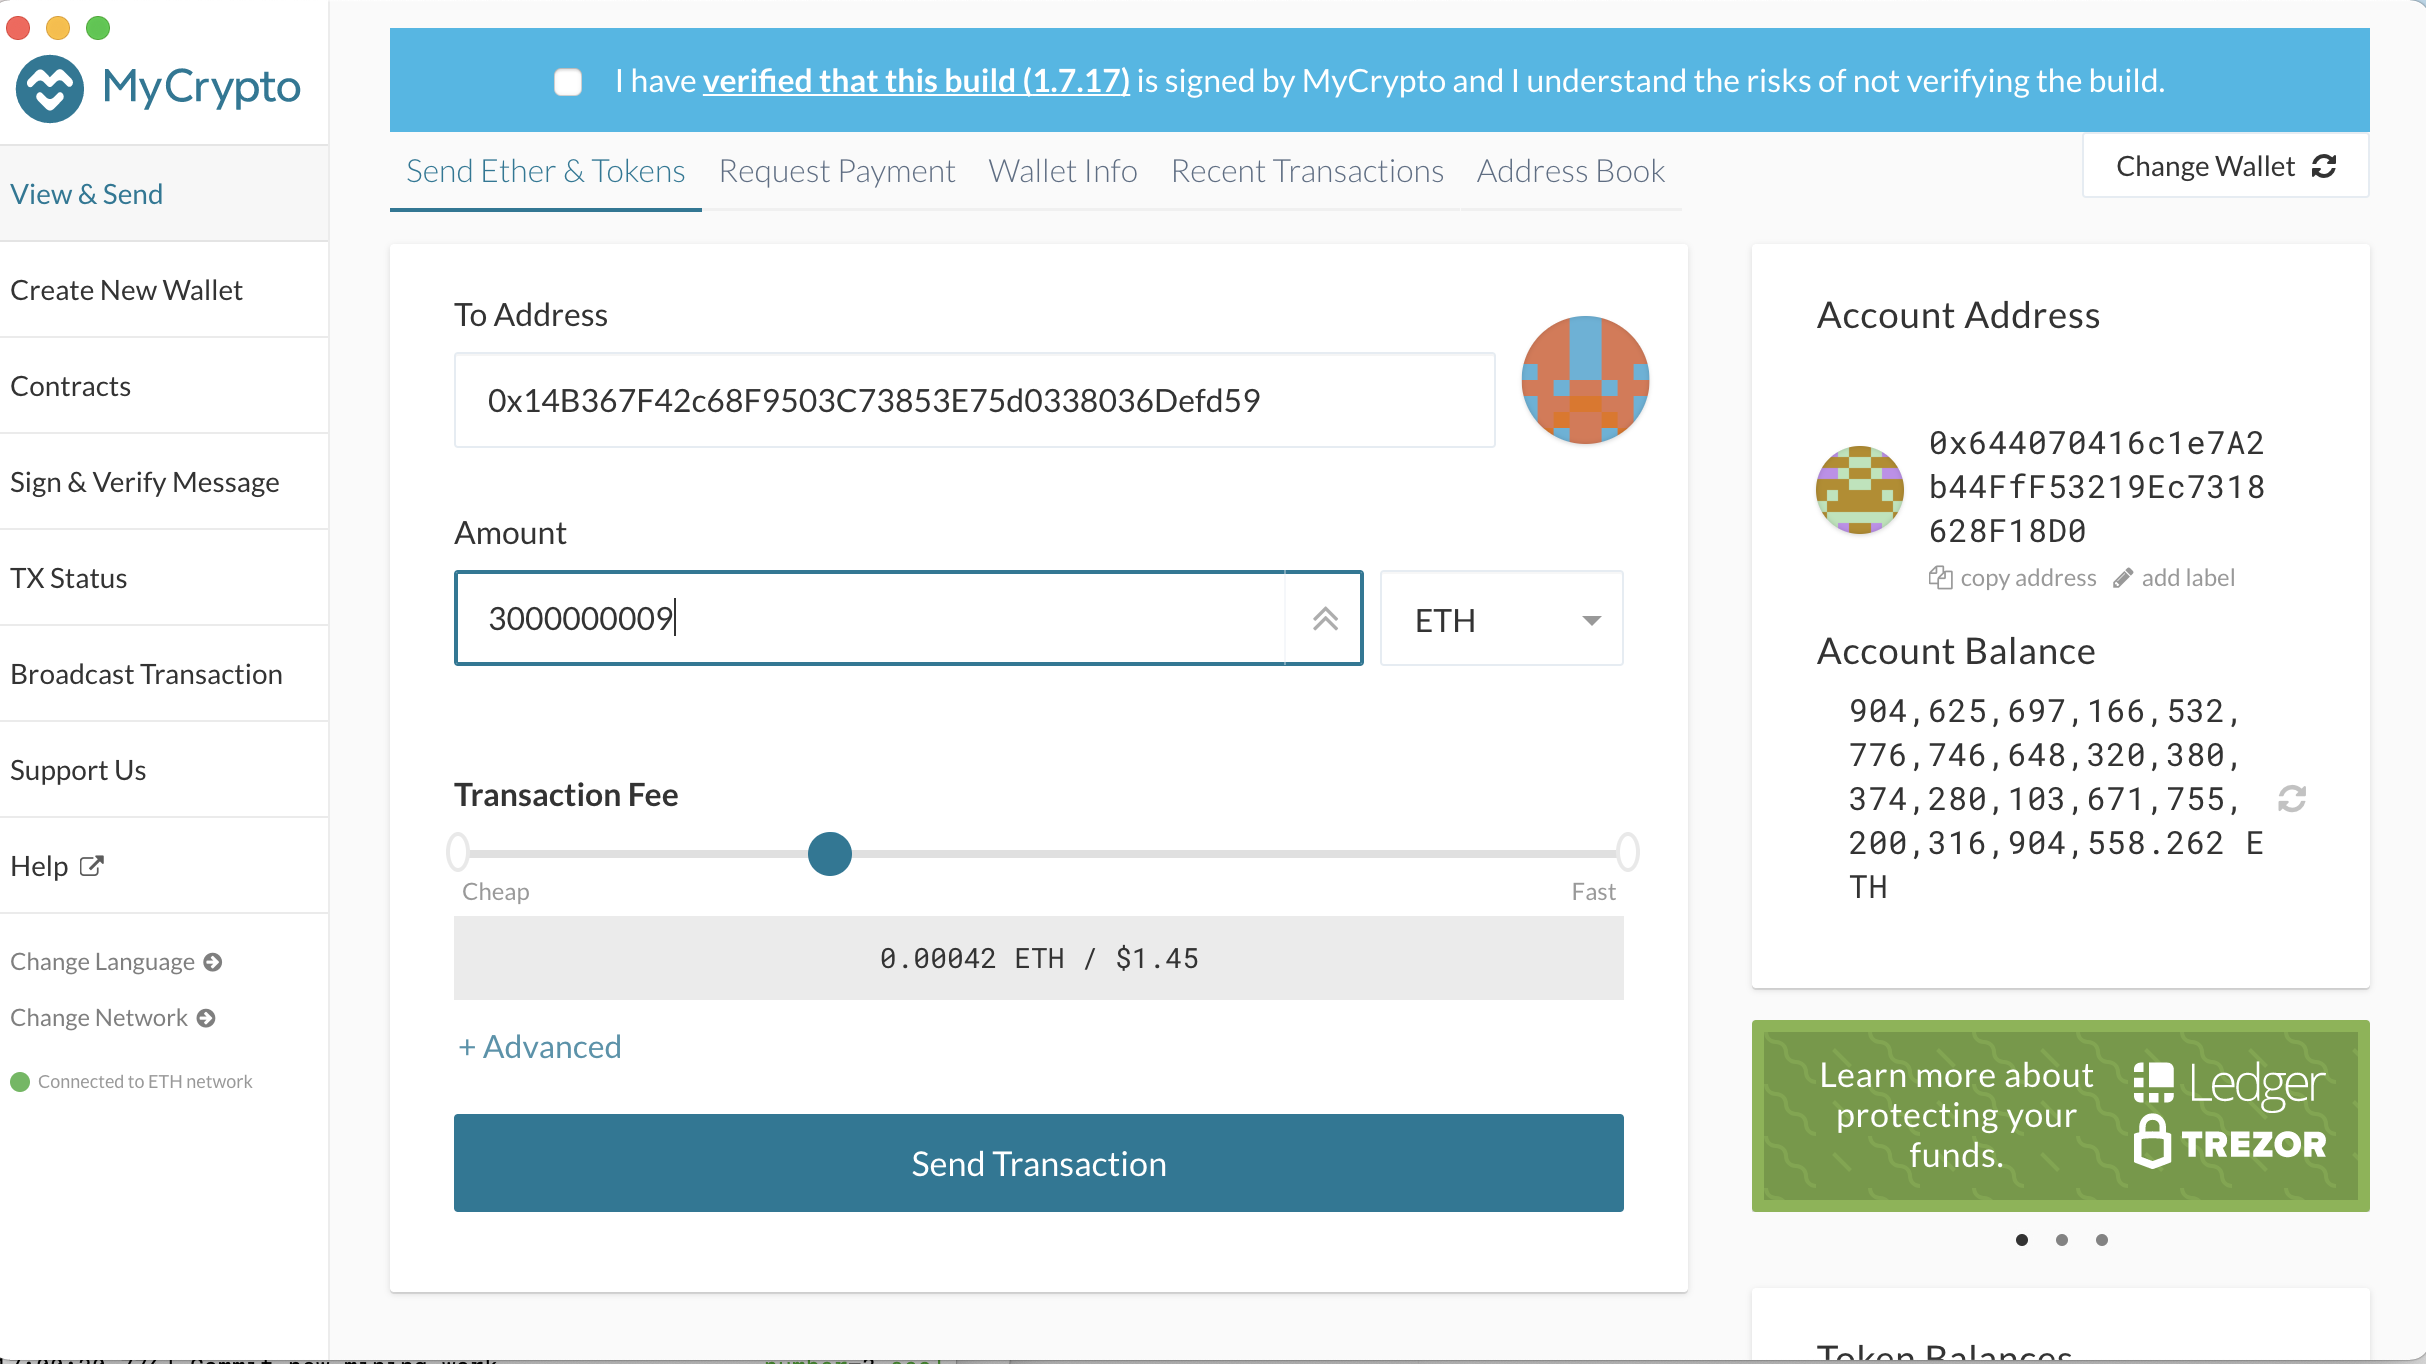 MyCrypto
I have verified that this build (1.7.17) is signed by MyCrypto and I understand the risks of not verifying the build.
View & Send
Create New Wallet
Contracts
Sign & Verify Message
TX Status
Broadcast Transaction
Support Us
Help
Change Language
Change Network
Connected to ETH network
Send Ether & Tokens
Request Payment
Wallet Info
Recent Transactions
Address Book
Change Wallet
To Address
0x14B367F42c68F9503C73853E75d0338036Defd59
Amount
3000000009
ETH
Transaction Fee
Cheap
Fast
0.00042 ETH / $1.45
+ Advanced
Send Transaction
Account Address
0x644070416c1e7A2
b44FfF53219Ec7318
628F18D0
copy address
add label
Account Balance
904,625,697,166,532,
776,746,648,320,380,
374,280,103,671,755,
200,316,904,558.262 E
TH
Learn more about
protecting your
funds.
Ledger
TREZOR
Token Balances